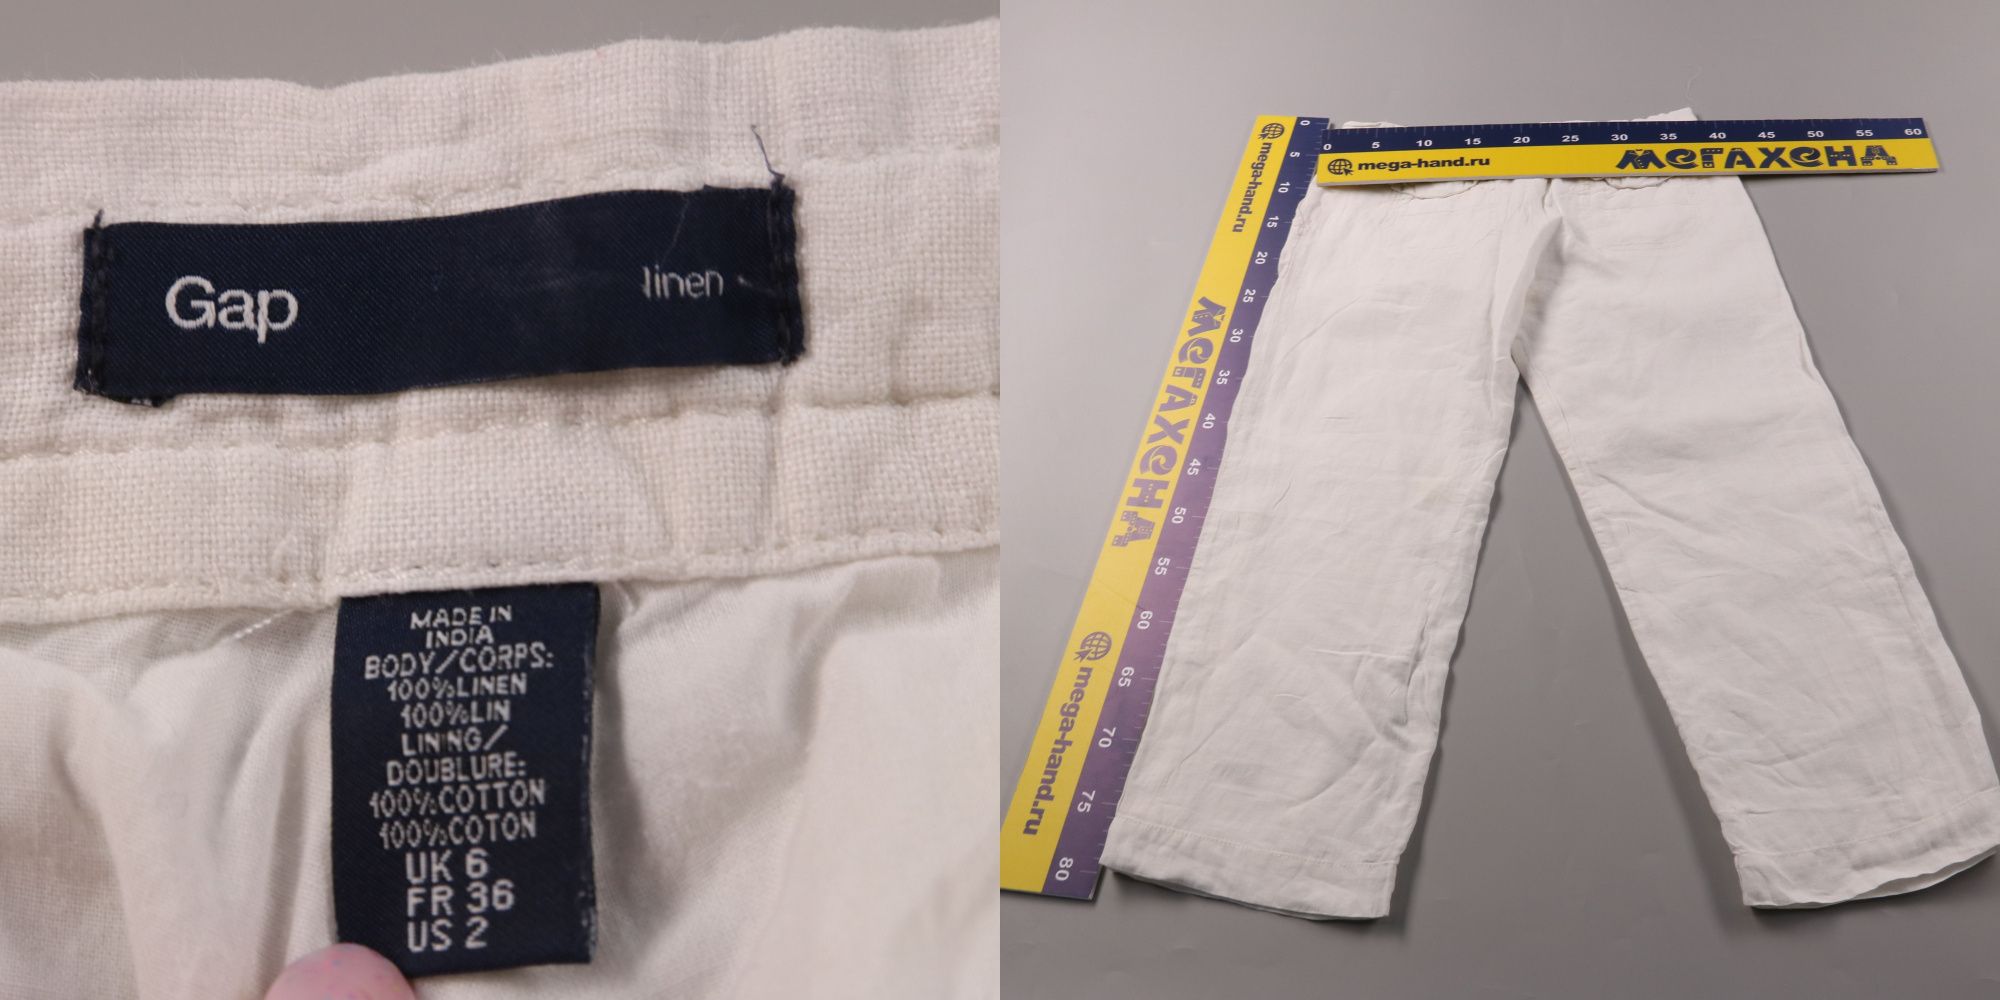 Gap
linen
MADE IN
INDIA
BODY/CORPS:
100%LINEN
100%LIN
LINING/
DOUBLURE:
100%COTTON
100%COTON
UK 6
FR 36
US 2
0 5 10 15 20 25 30 35 40 45 50 55 60
mega-hand.ru МЕГАХЕНД
0 5 10 15 20 25 30 35 40 45 50 55 60 65 70 75 80
mega-hand.ru МЕГАХЕНД mega-hand.ru